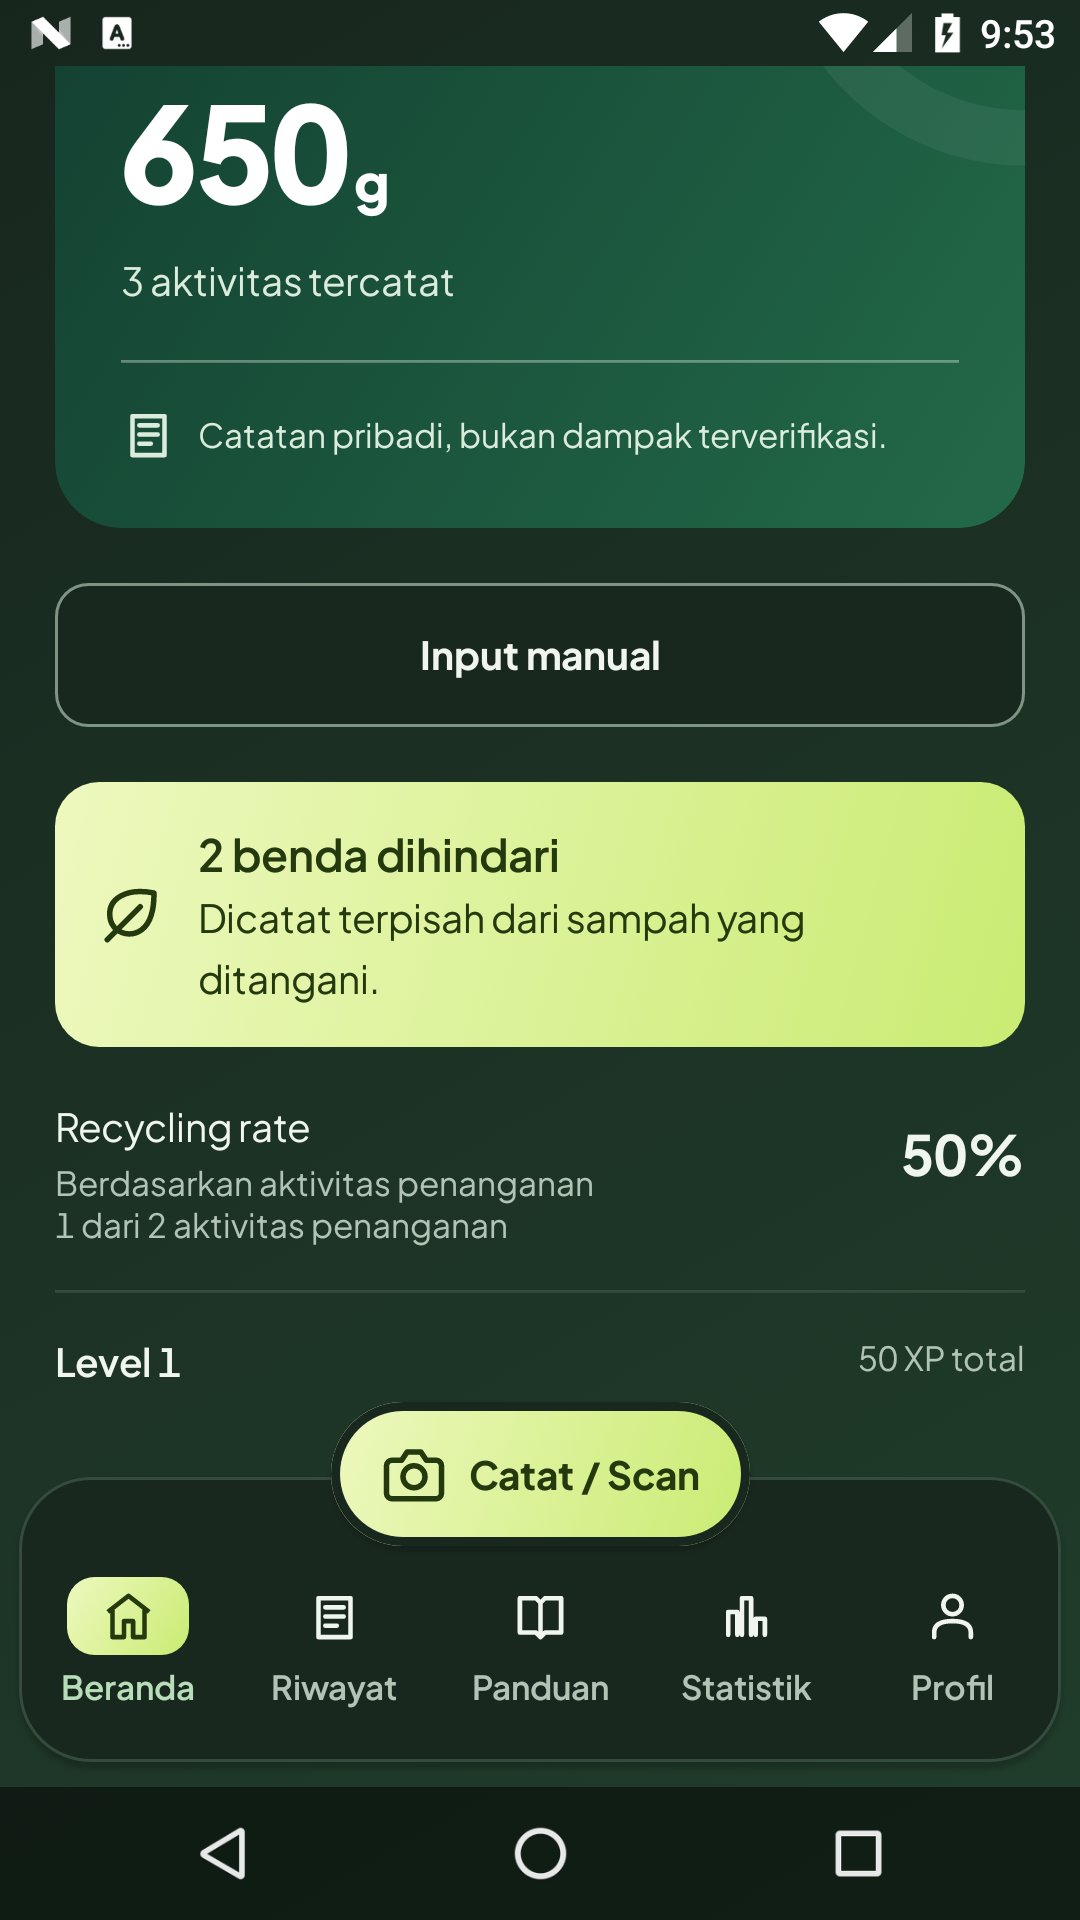 9:53
650g
3 aktivitas tercatat
Catatan pribadi, bukan dampak terverifikasi.
Input manual
2 benda dihindari
Dicatat terpisah dari sampah yang
ditangani.
Recycling rate
50%
Berdasarkan aktivitas penanganan
1 dari 2 aktivitas penanganan
Level 1
50 XP total
Catat / Scan
Beranda
Riwayat
Panduan
Statistik
Profil